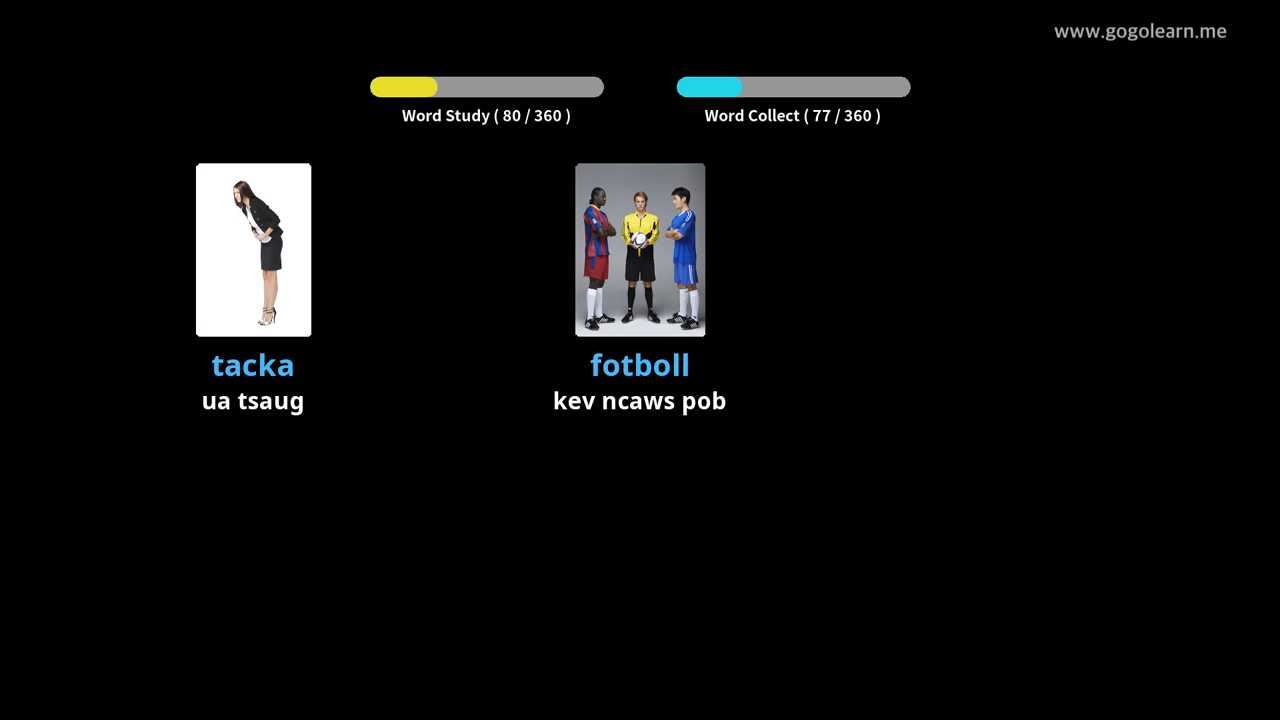 www.gogolearn.me
Word Study ( 80 / 360 )
Word Collect ( 77 / 360 )
tacka
ua tsaug
fotboll
kev ncaws pob